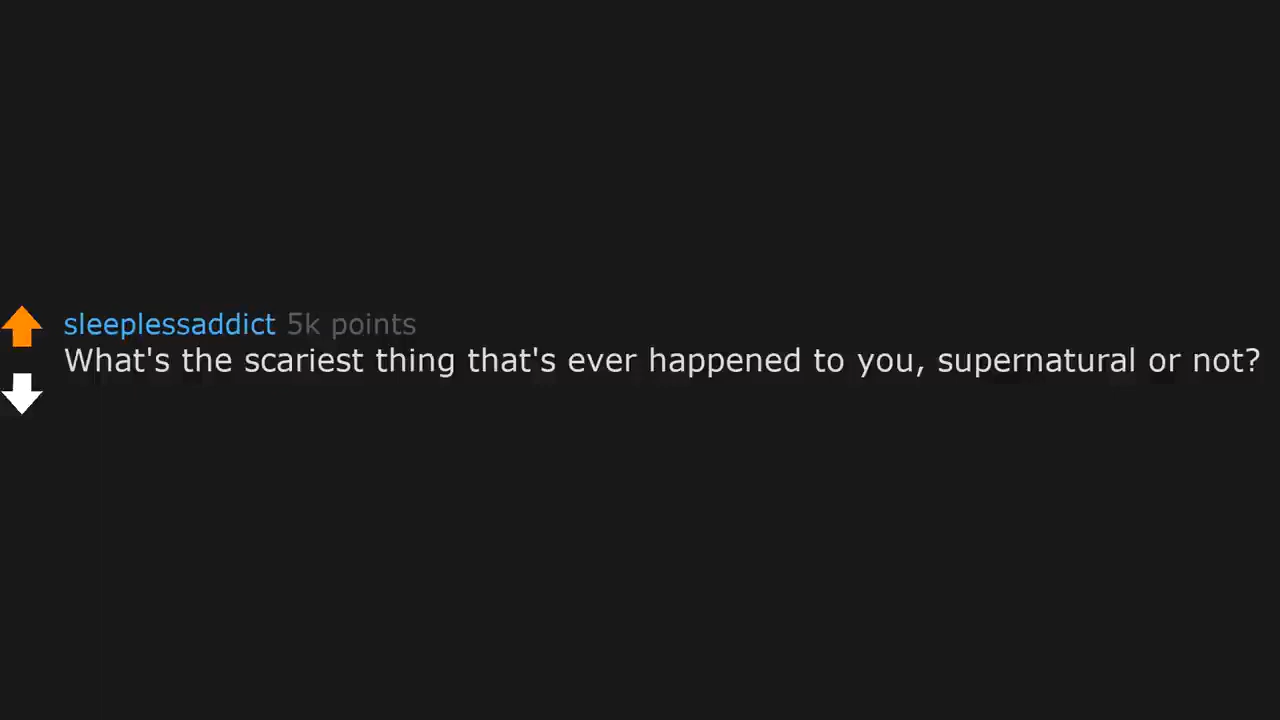 sleeplessaddict 5k points
What's the scariest thing that's ever happened to you, supernatural or not?